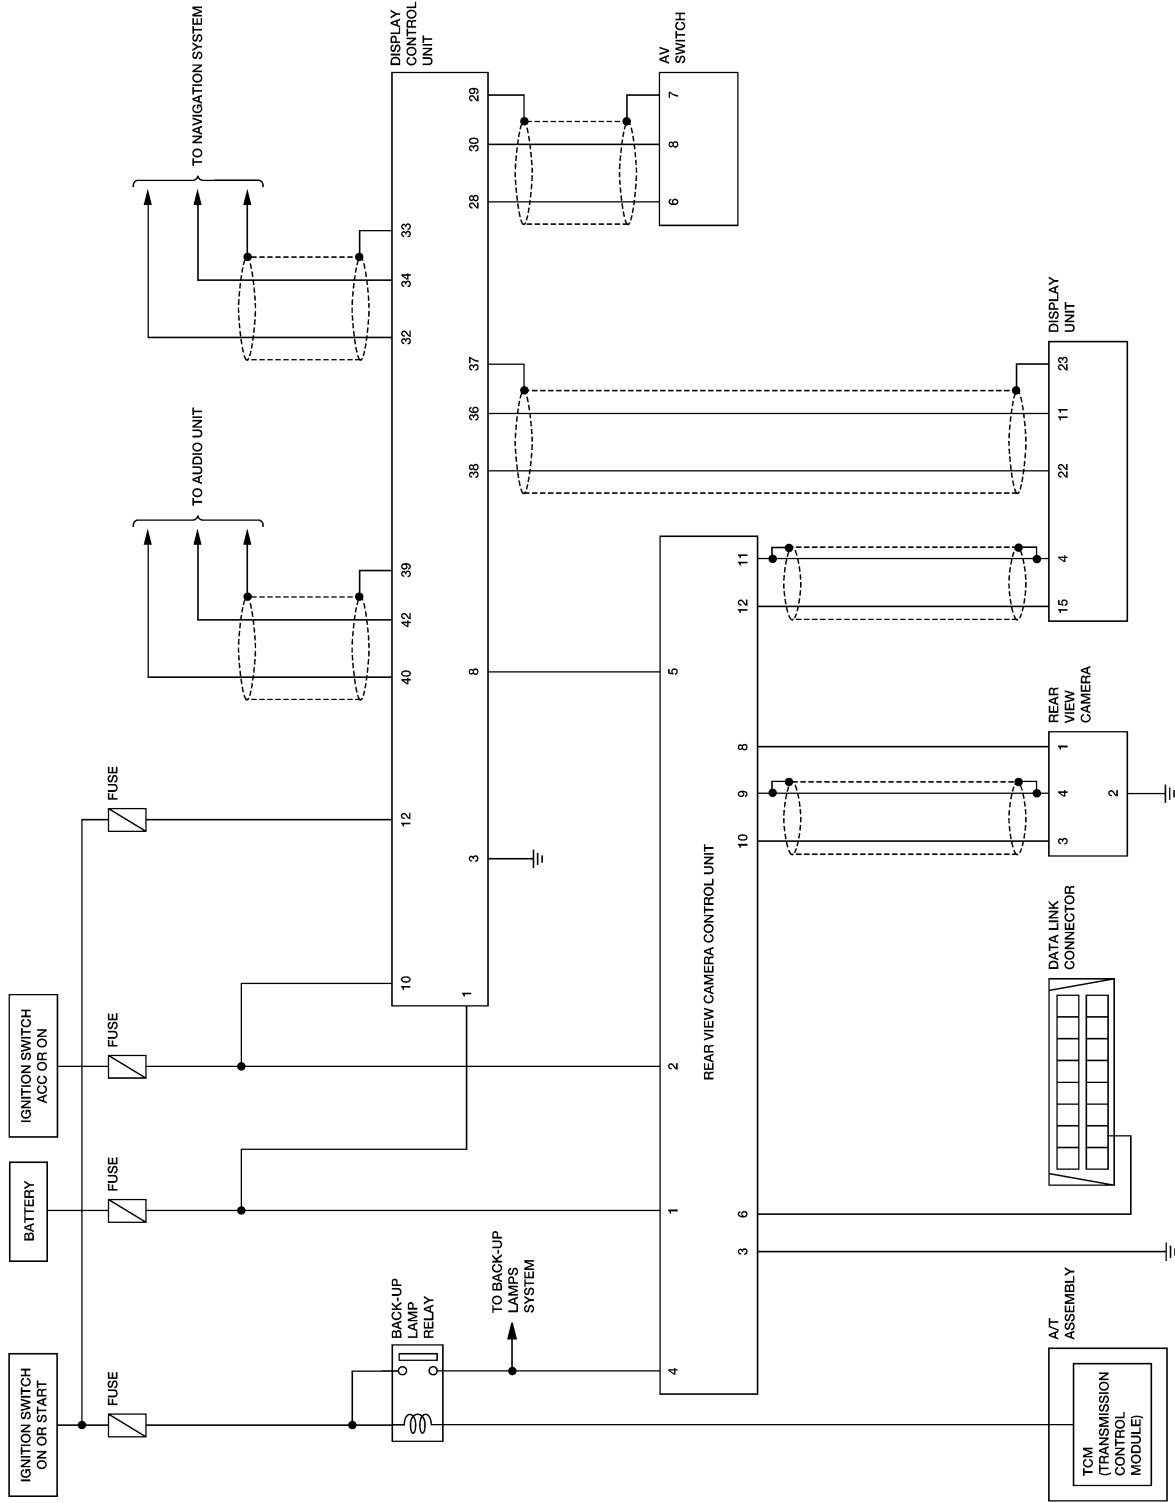 IGNITION SWITCH
ON OR START
BATTERY
IGNITION SWITCH
ACC OR ON
FUSE
FUSE
FUSE
FUSE
TO AUDIO UNIT
TO NAVIGATION SYSTEM
BACK-UP
LAMP
RELAY
DISPLAY
CONTROL
UNIT
10
12
40
42
39
32
34
33
1
3
8
38
36
37
28
30
29
TO BACK-UP
LAMPS
SYSTEM
AV
SWITCH
6
8
7
4
1
2
5
REAR VIEW CAMERA CONTROL UNIT
3
6
10
9
8
12
11
A/T
ASSEMBLY
TCM
(TRANSMISSION
CONTROL
MODULE)
DATA LINK
CONNECTOR
REAR
VIEW
CAMERA
3
4
1
2
DISPLAY
UNIT
15
4
22
11
23